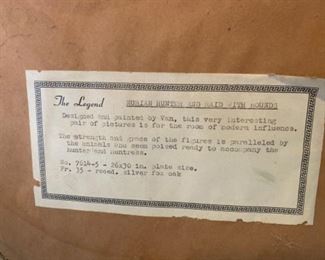 The Legend
NUBIAN HUNTER AND MAID WITH HOUNDS
Designed and painted by Van, this very interesting
pair of pictures is for the room of modern influence.
The strength and grace of the figures is paralleled by
the animals who seem poised ready to accompany the
hunter and huntress.
No. 7614-5 - 26x30 in. plate size.
Fr. 35 - recsd. silver fox oak